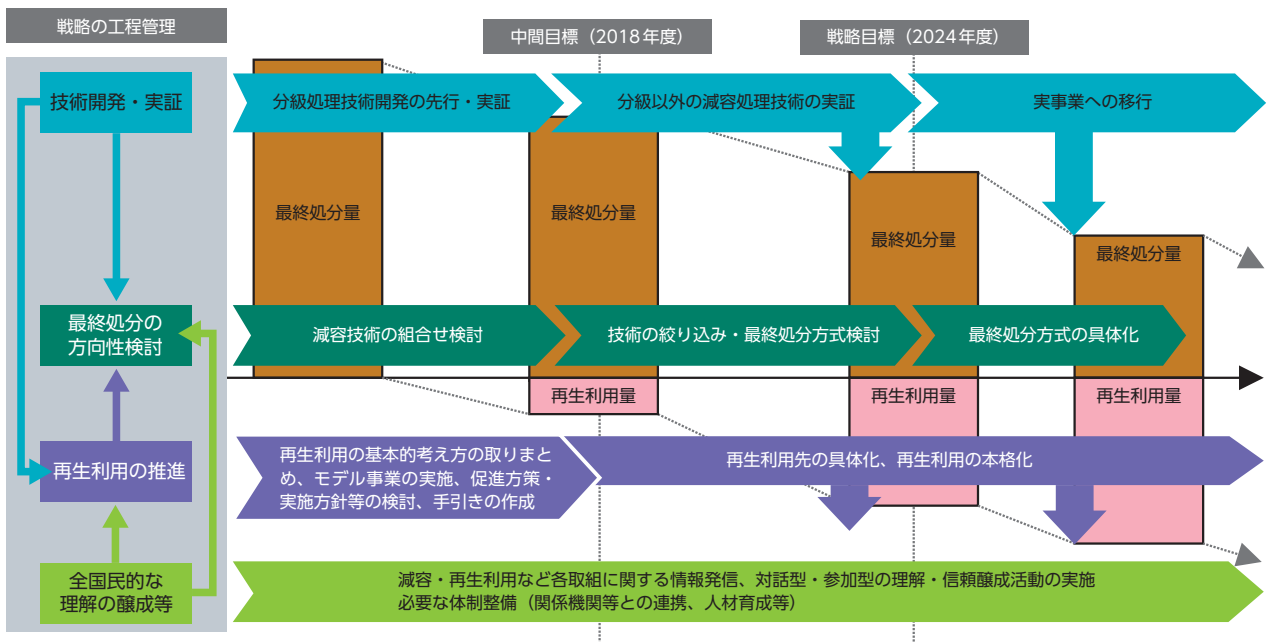 戦略の工程管理
中間目標（2018年度）
戦略目標（2024年度）
技術開発・実証
分級処理技術開発の先行・実証
分級以外の減容処理技術の実証
実事業への移行
最終処分量
最終処分量
最終処分量
最終処分量
最終処分の
方向性検討
減容技術の組合せ検討
技術の絞り込み・最終処分方式検討
最終処分方式の具体化
再生利用量
再生利用量
再生利用量
再生利用の推進
再生利用の基本的考え方の取りまと
め、モデル事業の実施、促進方策・
実施方針等の検討、手引きの作成
再生利用先の具体化、再生利用の本格化
全国民的な
理解の醸成等
減容・再生利用など各取組に関する情報発信、対話型・参加型の理解・信頼醸成活動の実施
必要な体制整備（関係機関等との連携、人材育成等）